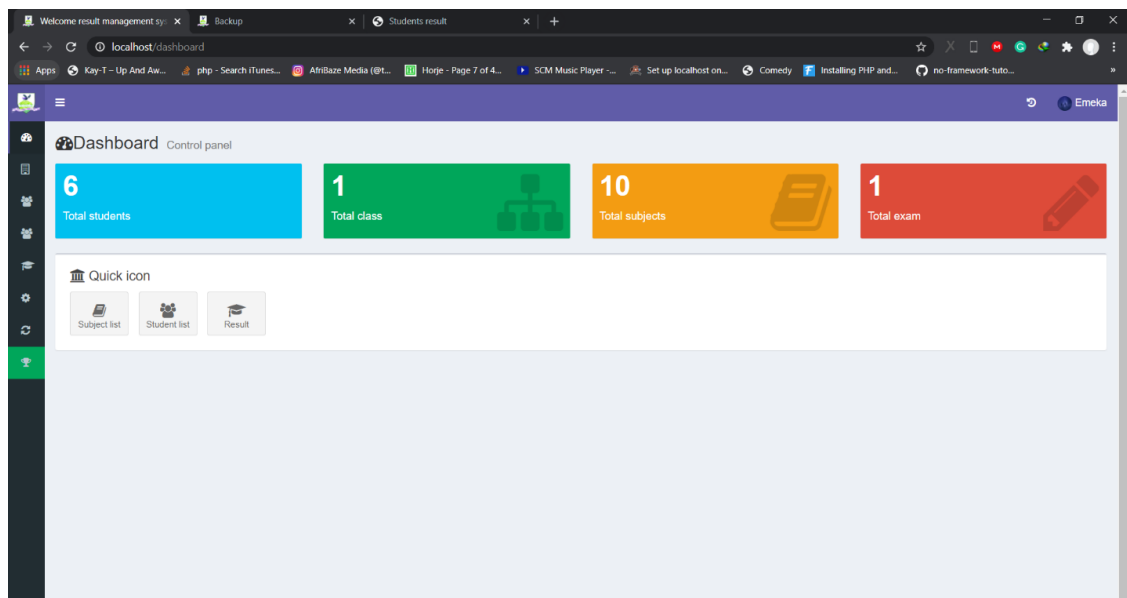 Welcome result management sy
Backup
Students result
localhost/dashboard
Apps
Kay-T – Up And Aw...
php - Search iTunes...
AfriBaze Media (@t...
Horje - Page 7 of 4...
SCM Music Player -...
Set up localhost on...
Comedy
Installing PHP and...
no-framework-tuto...
»
Emeka
Dashboard Control panel
6
Total students
1
Total class
10
Total subjects
1
Total exam
Quick icon
Subject list
Student list
Result